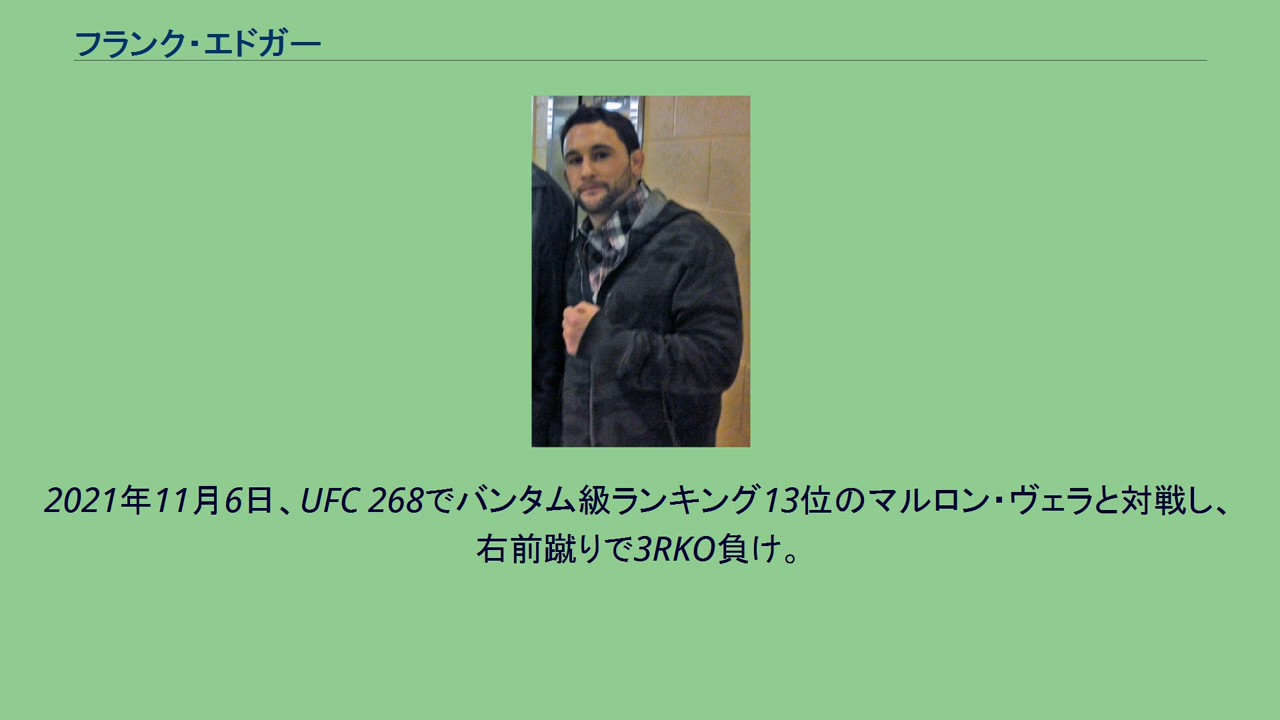 フランク・エドガー
2021年11月6日、UFC 268でバンタム級ランキング13位のマルロン・ヴェラと対戦し、
右前蹴りで3RKO負け。